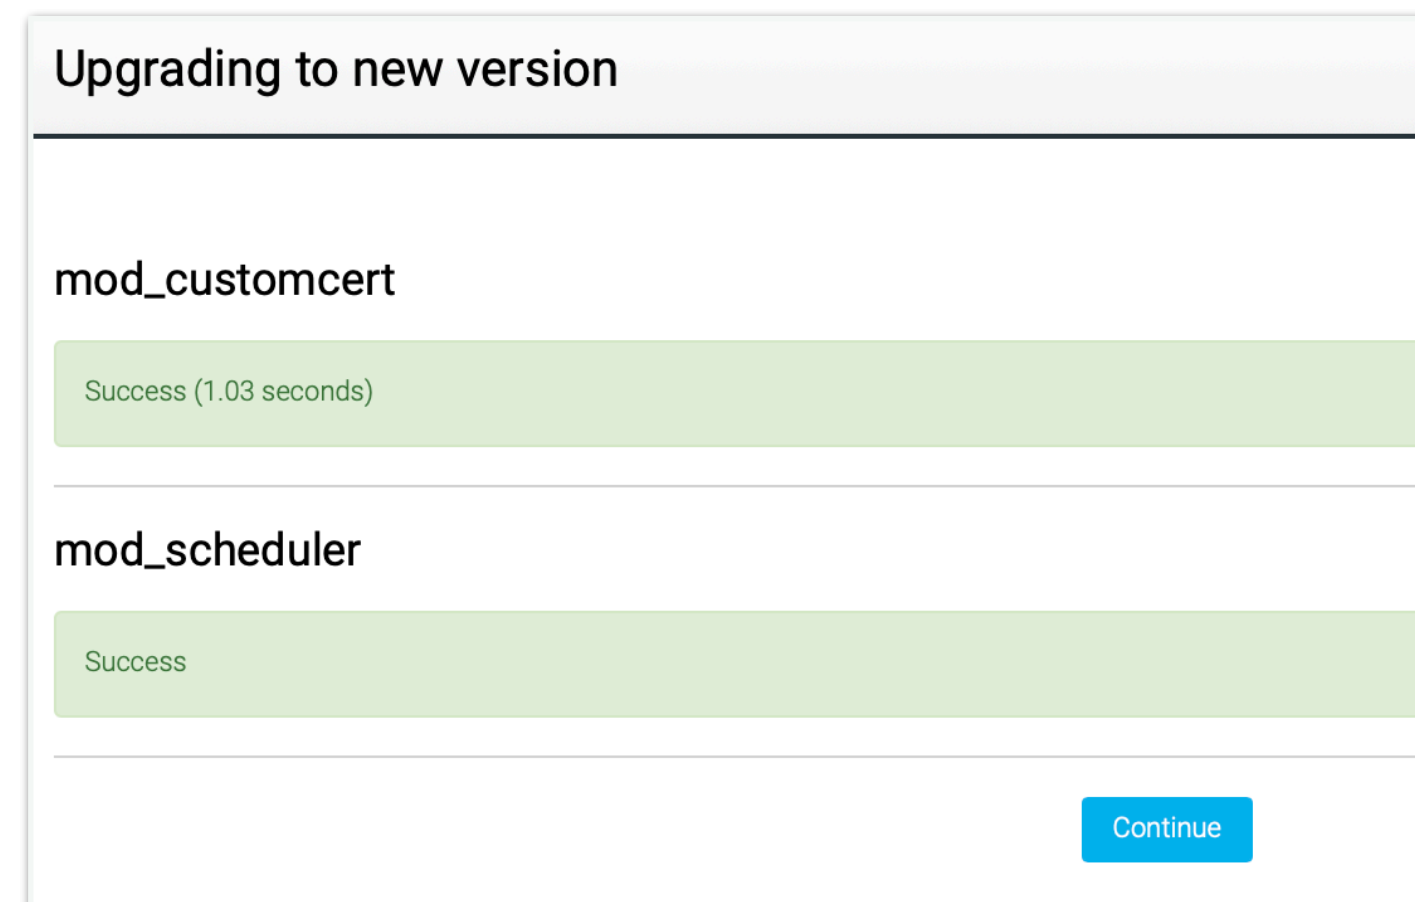 Upgrading to new version
mod_customcert
Success (1.03 seconds)
mod_scheduler
Success
Continue